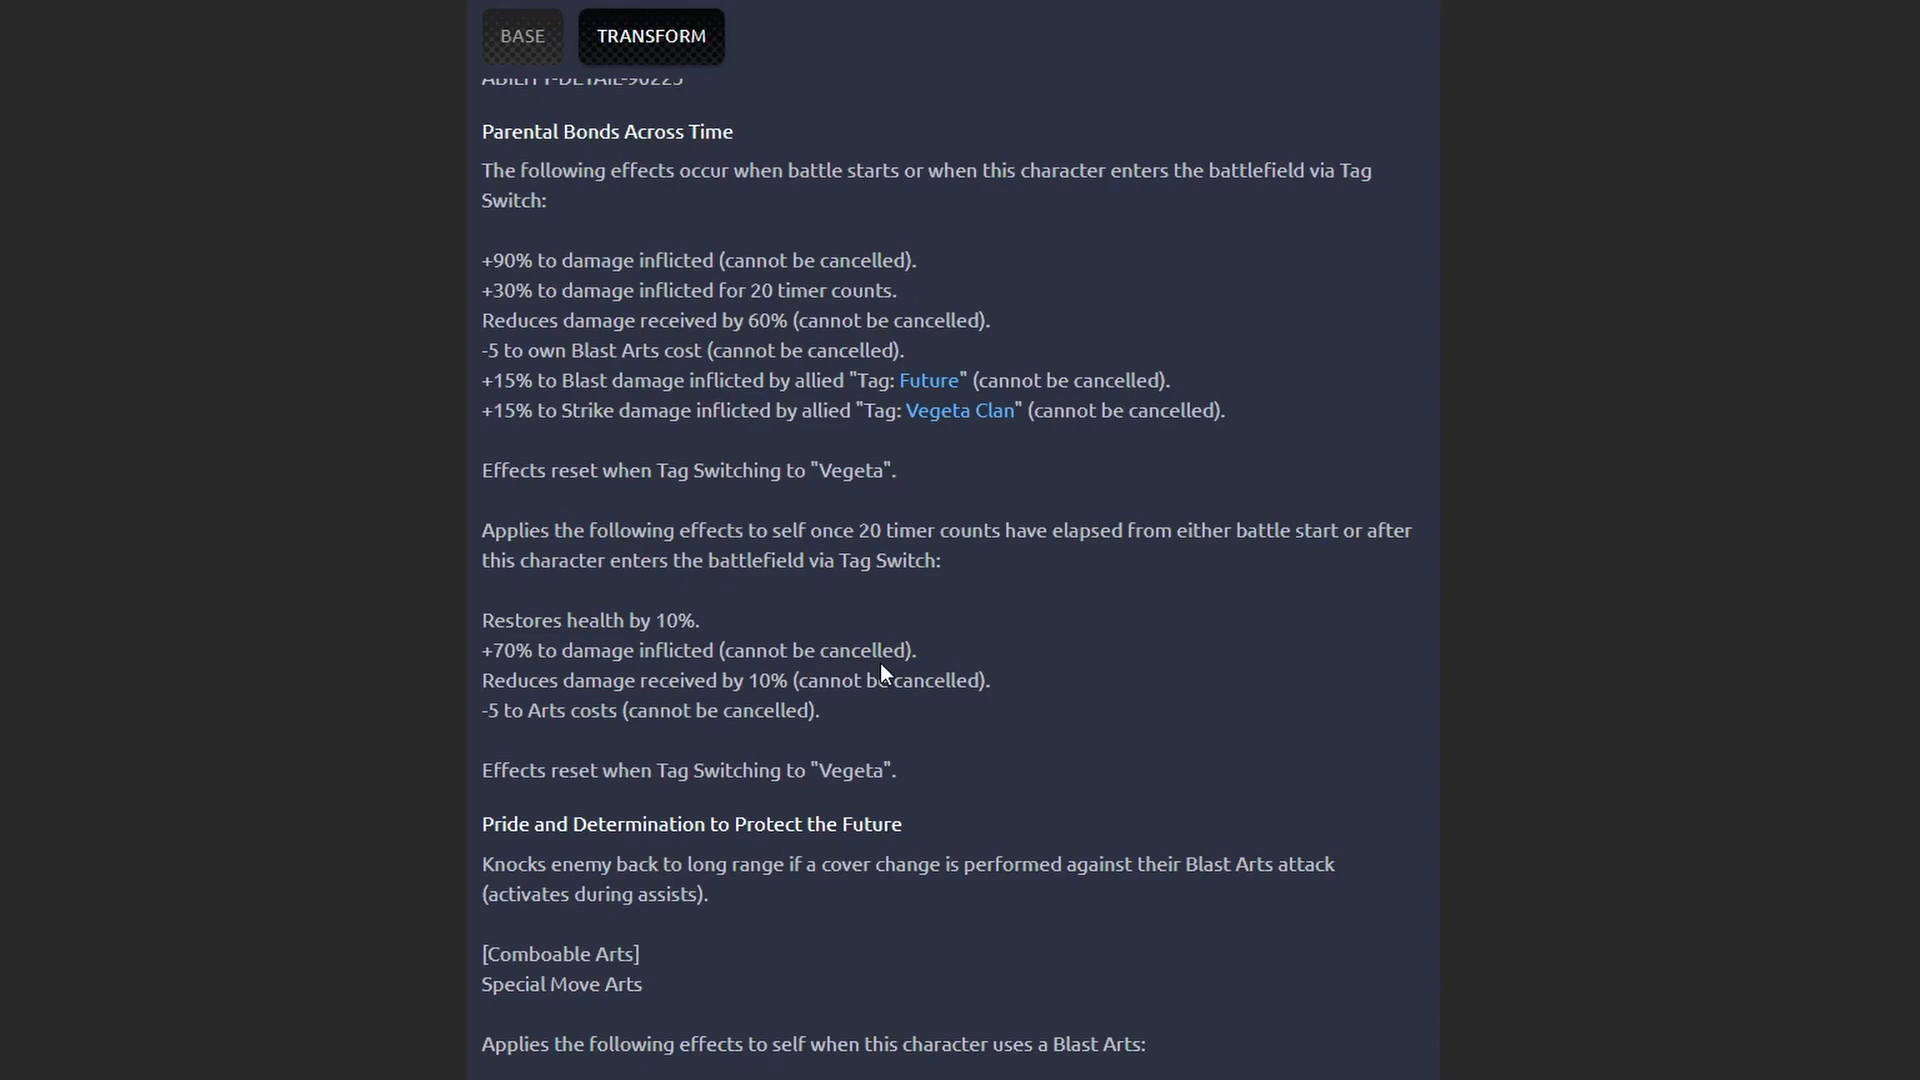 BASE TRANSFORM
ABILITY-DETAIL-90225
Parental Bonds Across Time
The following effects occur when battle starts or when this character enters the battlefield via Tag
Switch:
+90% to damage inflicted (cannot be cancelled).
+30% to damage inflicted for 20 timer counts.
Reduces damage received by 60% (cannot be cancelled).
-5 to own Blast Arts cost (cannot be cancelled).
+15% to Blast damage inflicted by allied "Tag: Future" (cannot be cancelled).
+15% to Strike damage inflicted by allied "Tag: Vegeta Clan" (cannot be cancelled).
Effects reset when Tag Switching to "Vegeta".
Applies the following effects to self once 20 timer counts have elapsed from either battle start or after
this character enters the battlefield via Tag Switch:
Restores health by 10%.
+70% to damage inflicted (cannot be cancelled).
Reduces damage received by 10% (cannot be cancelled).
-5 to Arts costs (cannot be cancelled).
Effects reset when Tag Switching to "Vegeta".
Pride and Determination to Protect the Future
Knocks enemy back to long range if a cover change is performed against their Blast Arts attack
(activates during assists).
[Comboable Arts]
Special Move Arts
Applies the following effects to self when this character uses a Blast Arts: